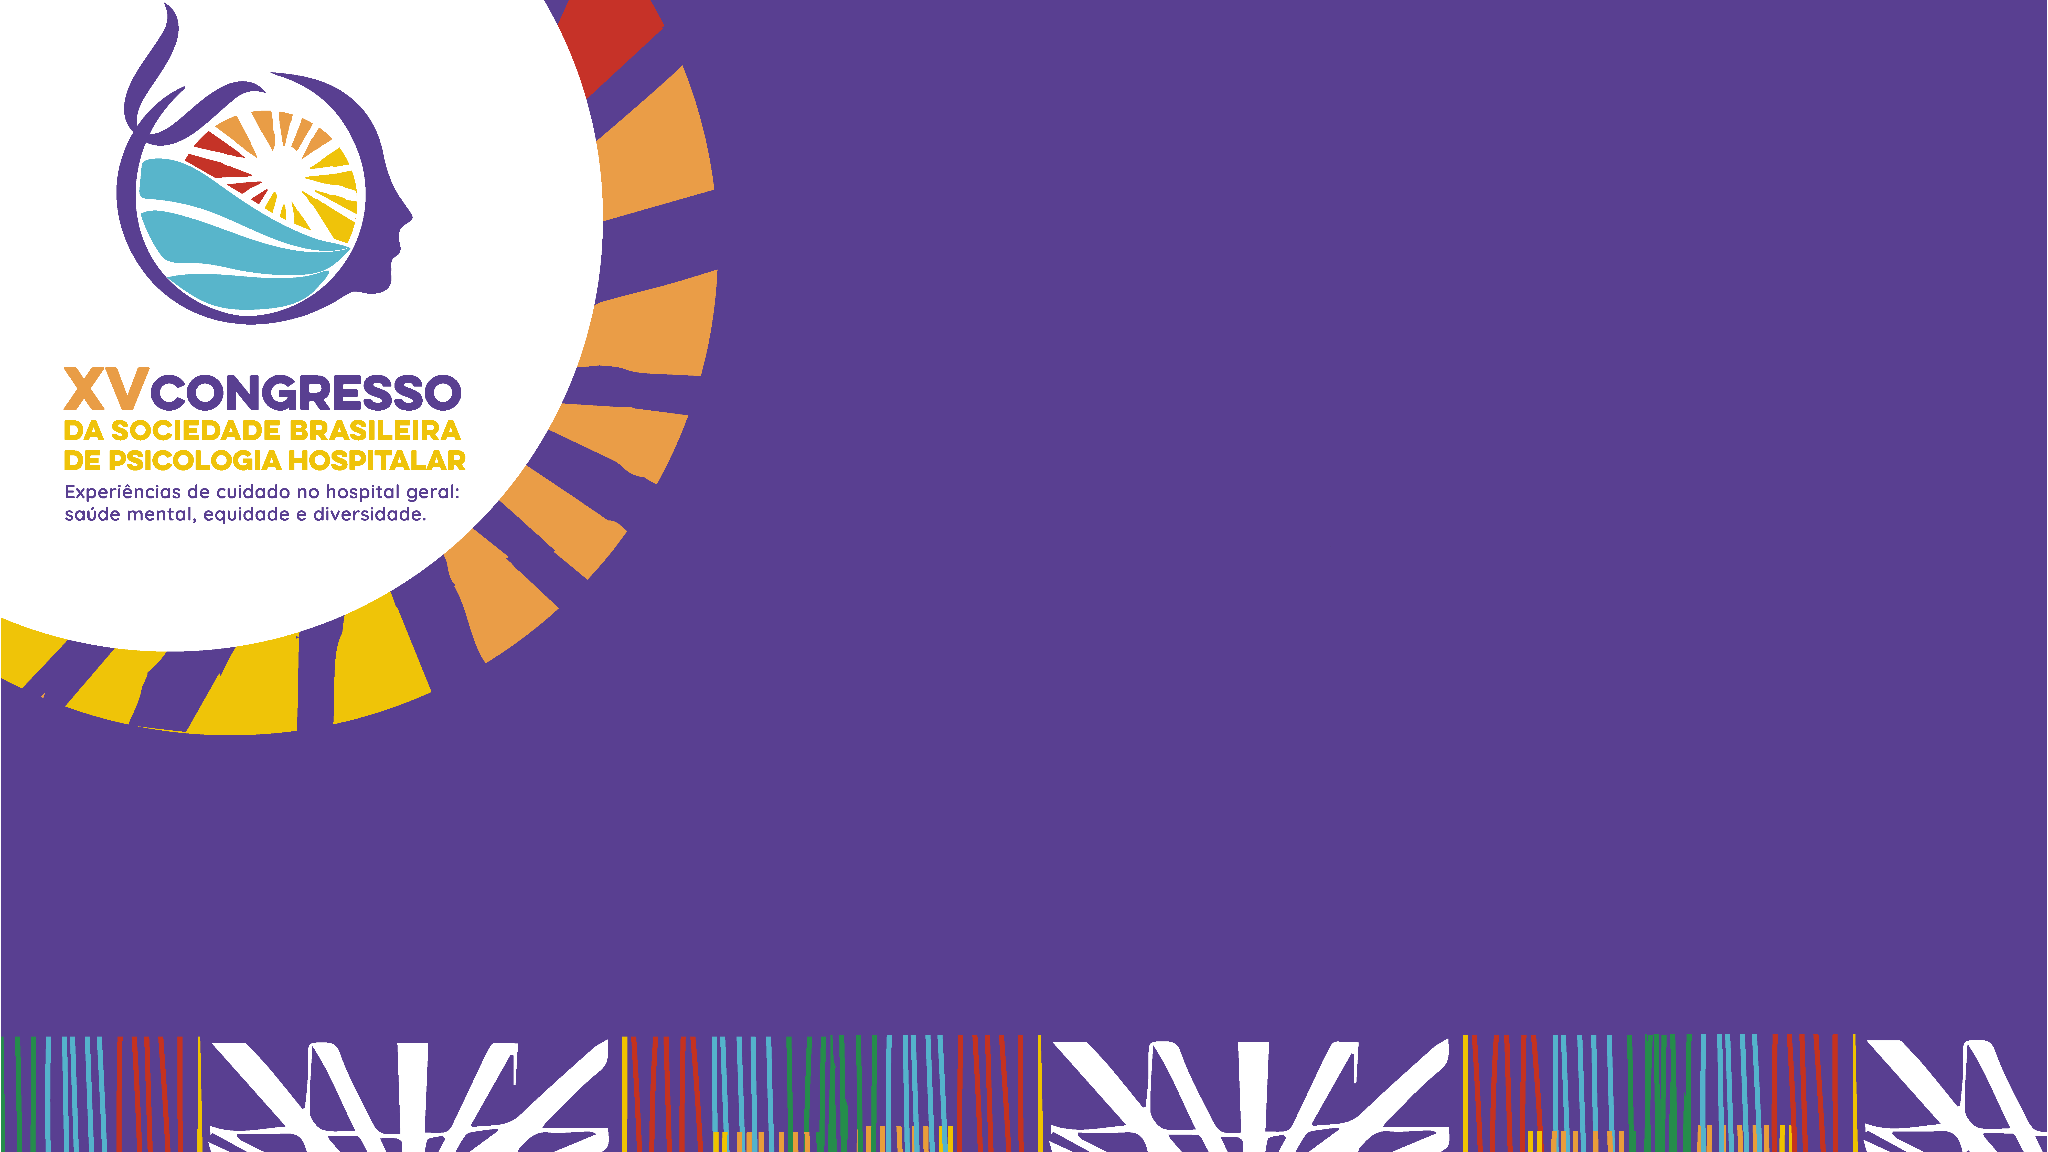 XV CONGRESSO
DA SOCIEDADE BRASILEIRA
DE PSICOLOGIA HOSPITALAR
Experiências de cuidado no hospital geral:
saúde mental, equidade e diversidade.